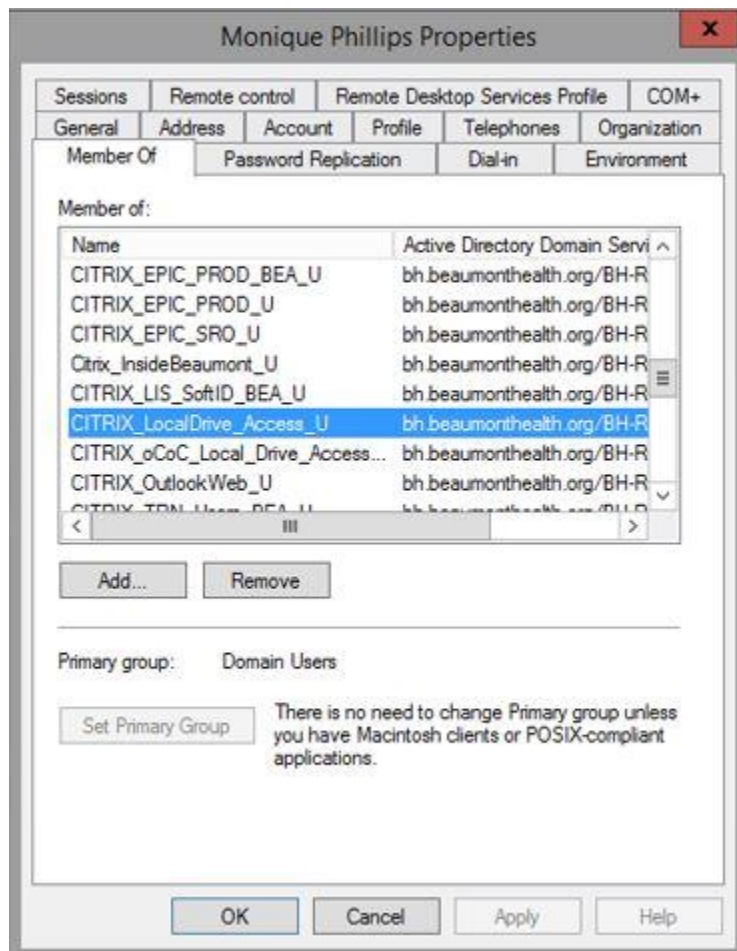 Monique Phillips Properties
x
Sessions Remote control Remote Desktop Services Profile COM+
General Address Account Profile Telephones Organization
Member Of Password Replication Dial-in Environment
Member of:
Name Active Directory Domain Servi
CITRIX_EPIC_PROD_BEA_U bh.beaumonthealth.org/BH-R
CITRIX_EPIC_PROD_U bh.beaumonthealth.org/BH-R
CITRIX_EPIC_SRO_U bh.beaumonthealth.org/BH-R
Citrix_InsideBeaumont_U bh.beaumonthealth.org/BH-R
CITRIX_LIS_SoftID_BEA_U bh.beaumonthealth.org/BH-R
CITRIX_LocalDrive_Access_U bh.beaumonthealth.org/BH-R
CITRIX_oCoC_Local_Drive_Access... bh.beaumonthealth.org/BH-R
CITRIX_OutlookWeb_U bh.beaumonthealth.org/BH-R
CITRIX_TRN_Users_BEA_U bh.beaumonthealth.org/BH-R
Add... Remove
Primary group: Domain Users
Set Primary Group
There is no need to change Primary group unless
you have Macintosh clients or POSIX-compliant
applications.
OK Cancel Apply Help